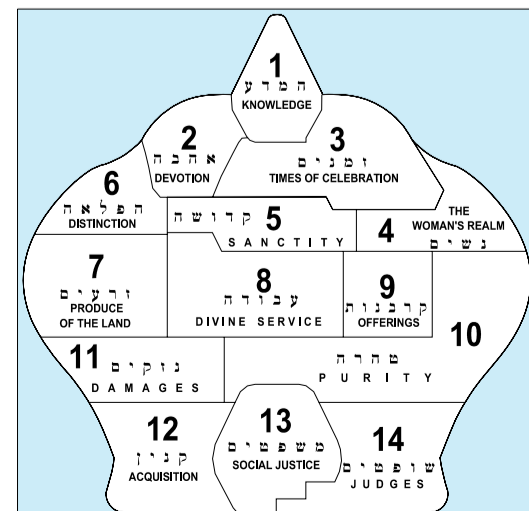 1
המדע
KNOWLEDGE
2
אהבה
DEVOTION
3
זמנים
TIMES OF CELEBRATION
4
THE
WOMAN'S REALM
נשים
5
קדושה
SANCTITY
6
הפלאה
DISTINCTION
7
זרעים
PRODUCE
OF THE LAND
8
עבודה
DIVINE SERVICE
9
קרבנות
OFFERINGS
10
טהרה
PURITY
11
נזקים
DAMAGES
12
קנין
ACQUISITION
13
משפטים
SOCIAL JUSTICE
14
שופטים
JUDGES